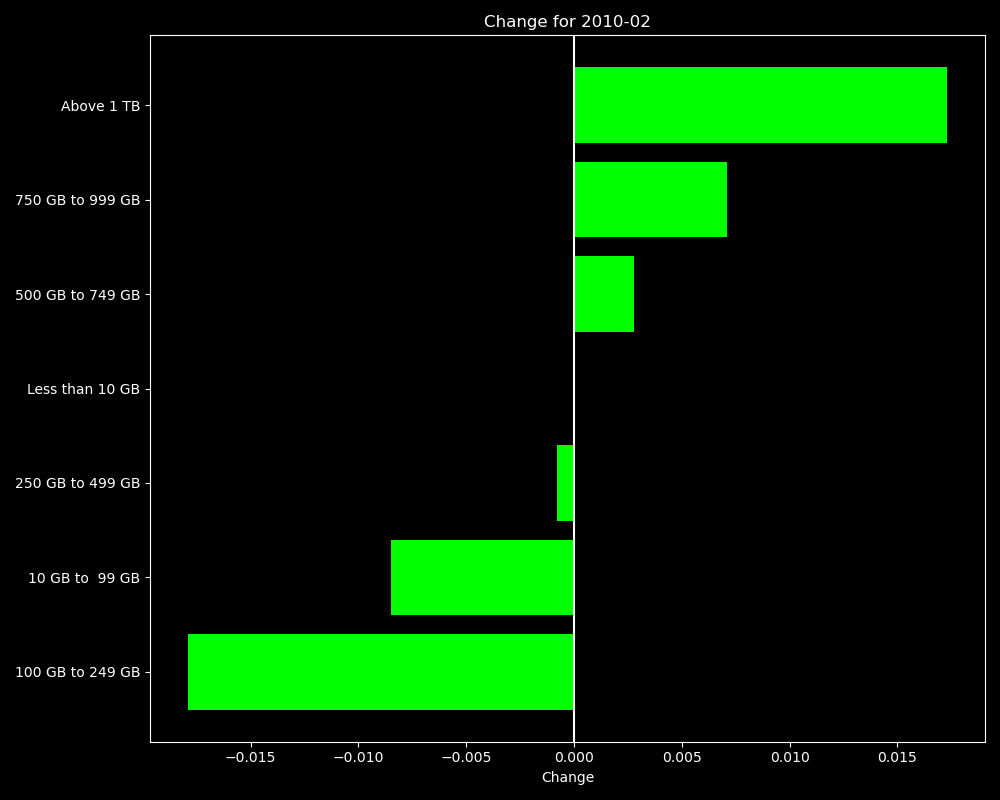 Change for 2010-02
Above 1 TB
750 GB to 999 GB
500 GB to 749 GB
Less than 10 GB
250 GB to 499 GB
10 GB to  99 GB
100 GB to 249 GB
−0.015 −0.010 −0.005 0.000 0.005 0.010 0.015
Change